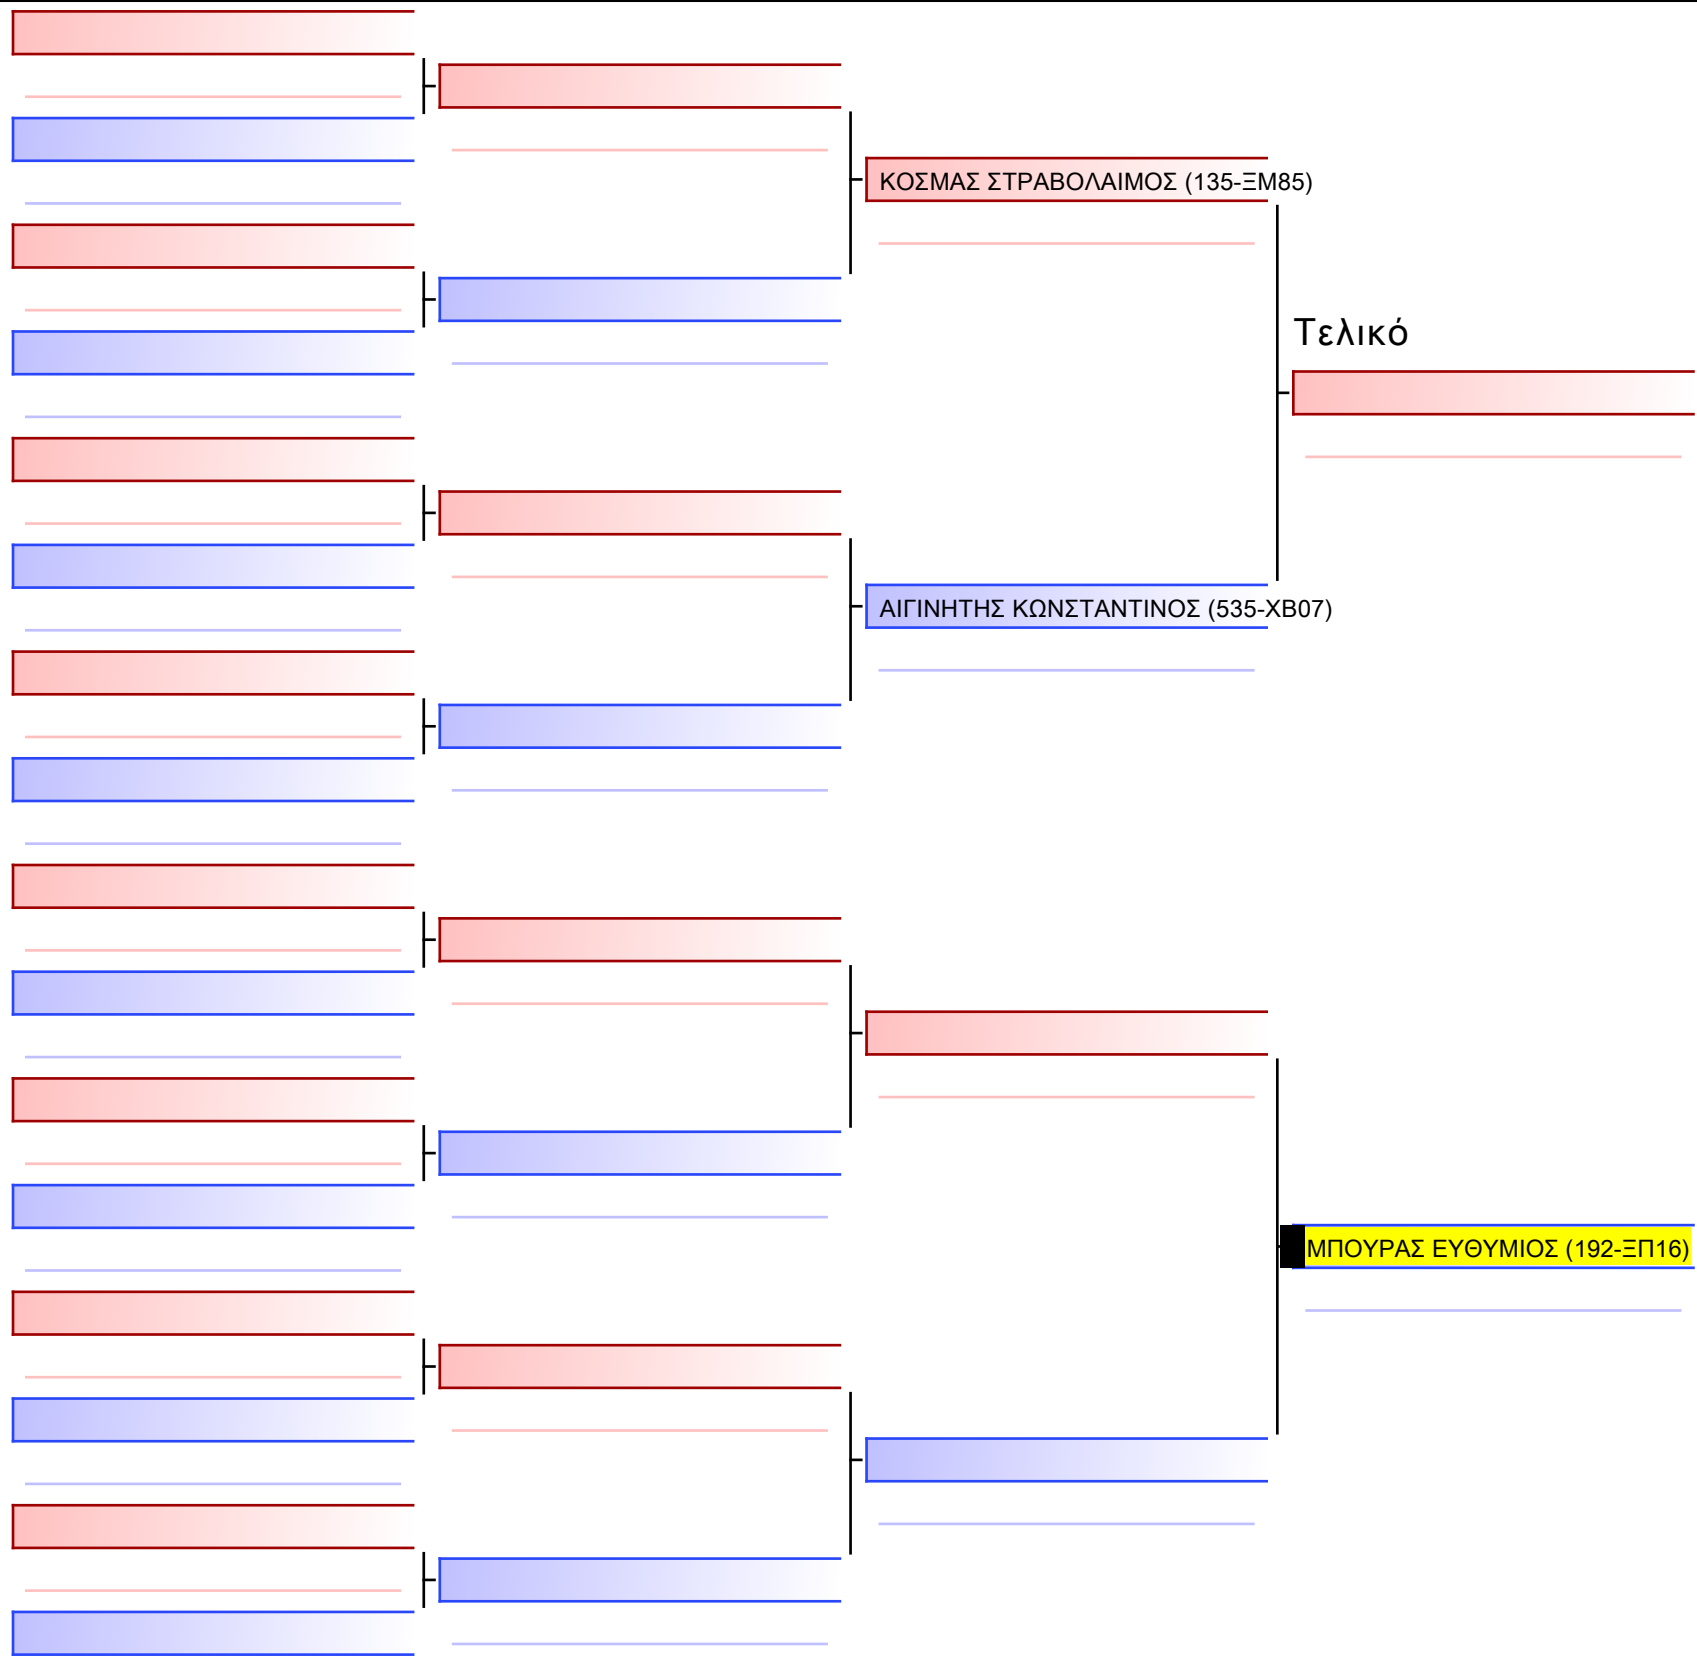 ΚΟΣΜΑΣ ΣΤΡΑΒΟΛΑΙΜΟΣ (135-ΞΜ85)
Τελικό
ΑΙΓΙΝΗΤΗΣ ΚΩΝΣΤΑΝΤΙΝΟΣ (535-ΧΒ07)
ΜΠΟΥΡΑΣ ΕΥΘΥΜΙΟΣ (192-ΞΠ16)